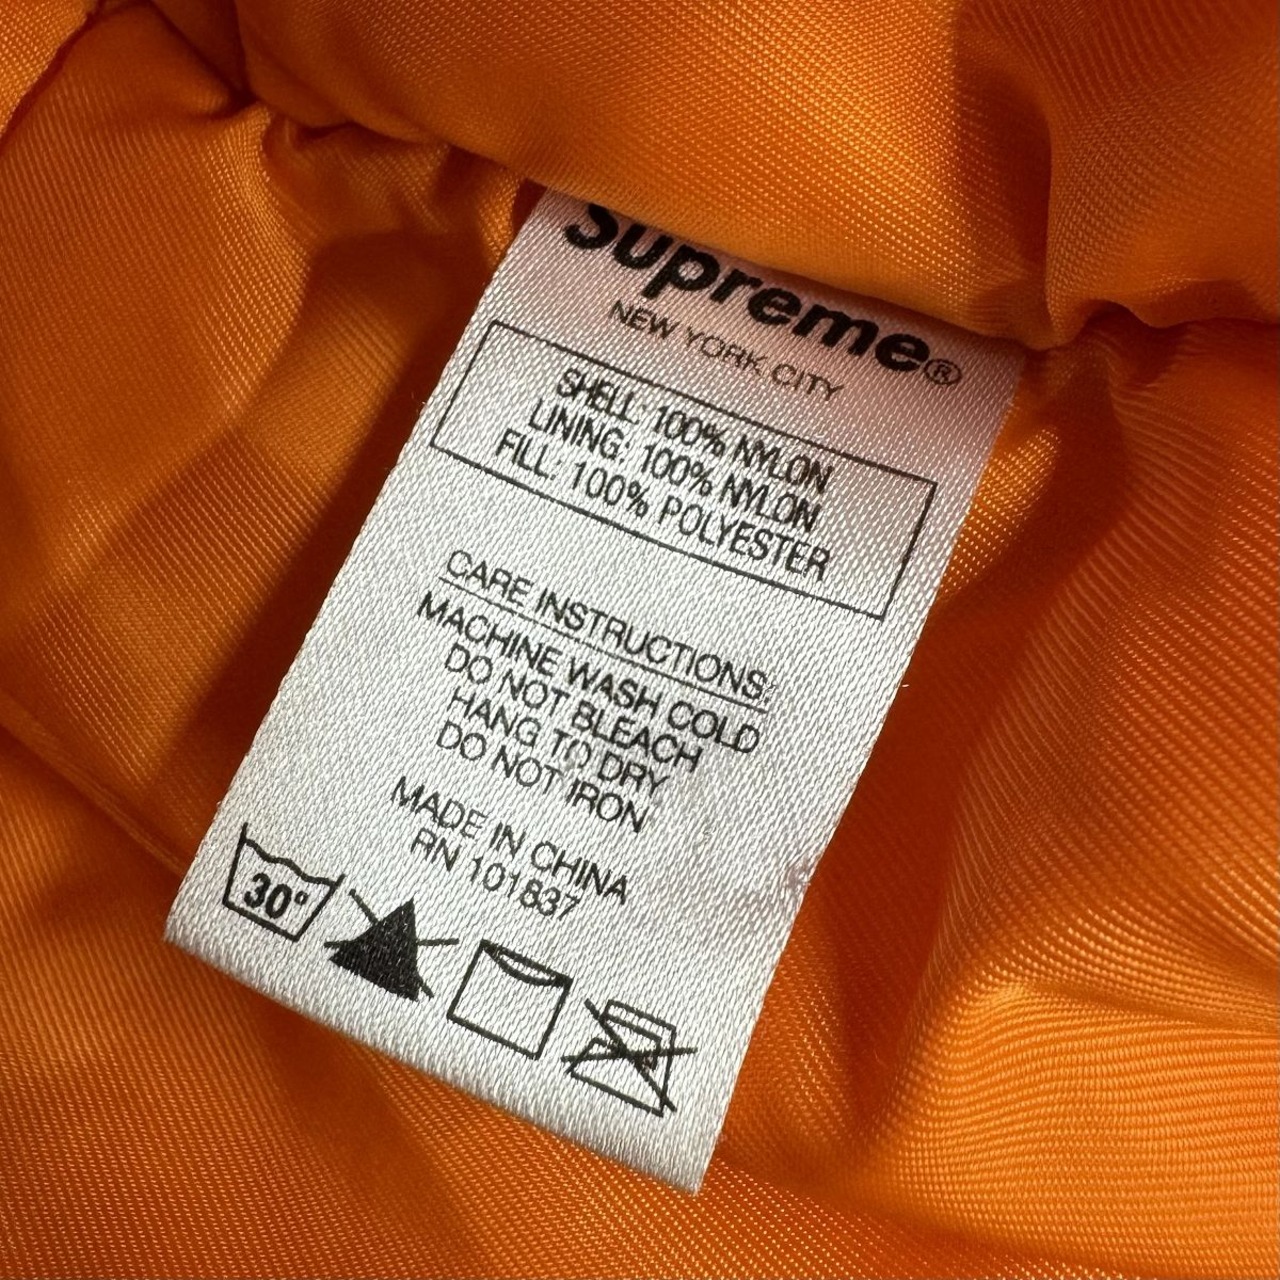 Supreme®
NEW YORK CITY
SHELL: 100% NYLON
LINING: 100% NYLON
FILL: 100% POLYESTER
CARE INSTRUCTIONS:
MACHINE WASH COLD
DO NOT BLEACH
HANG TO DRY
DO NOT IRON
MADE IN CHINA
RN 101837
30°